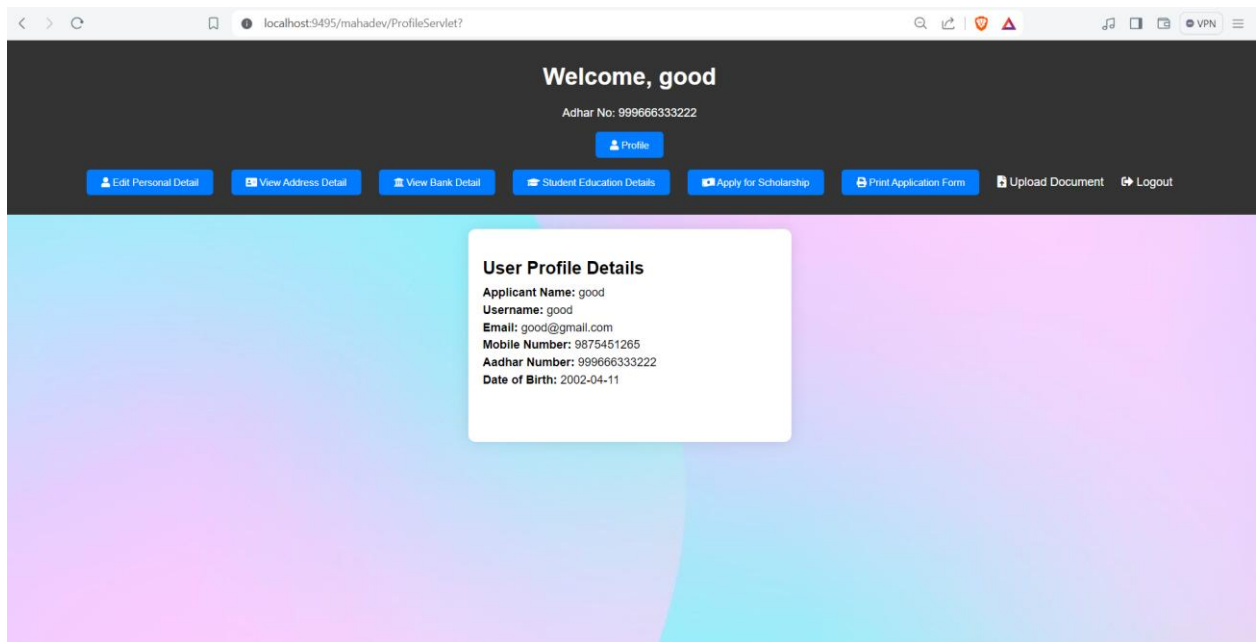 localhost:9495/mahadev/ProfileServlet?
VPN
Welcome, good
Adhar No: 999666333222
Profile
Edit Personal Detail View Address Detail View Bank Detail Student Education Details Apply for Scholarship Print Application Form Upload Document Logout
User Profile Details
Applicant Name: good
Username: good
Email: good@gmail.com
Mobile Number: 9875451265
Aadhar Number: 999666333222
Date of Birth: 2002-04-11